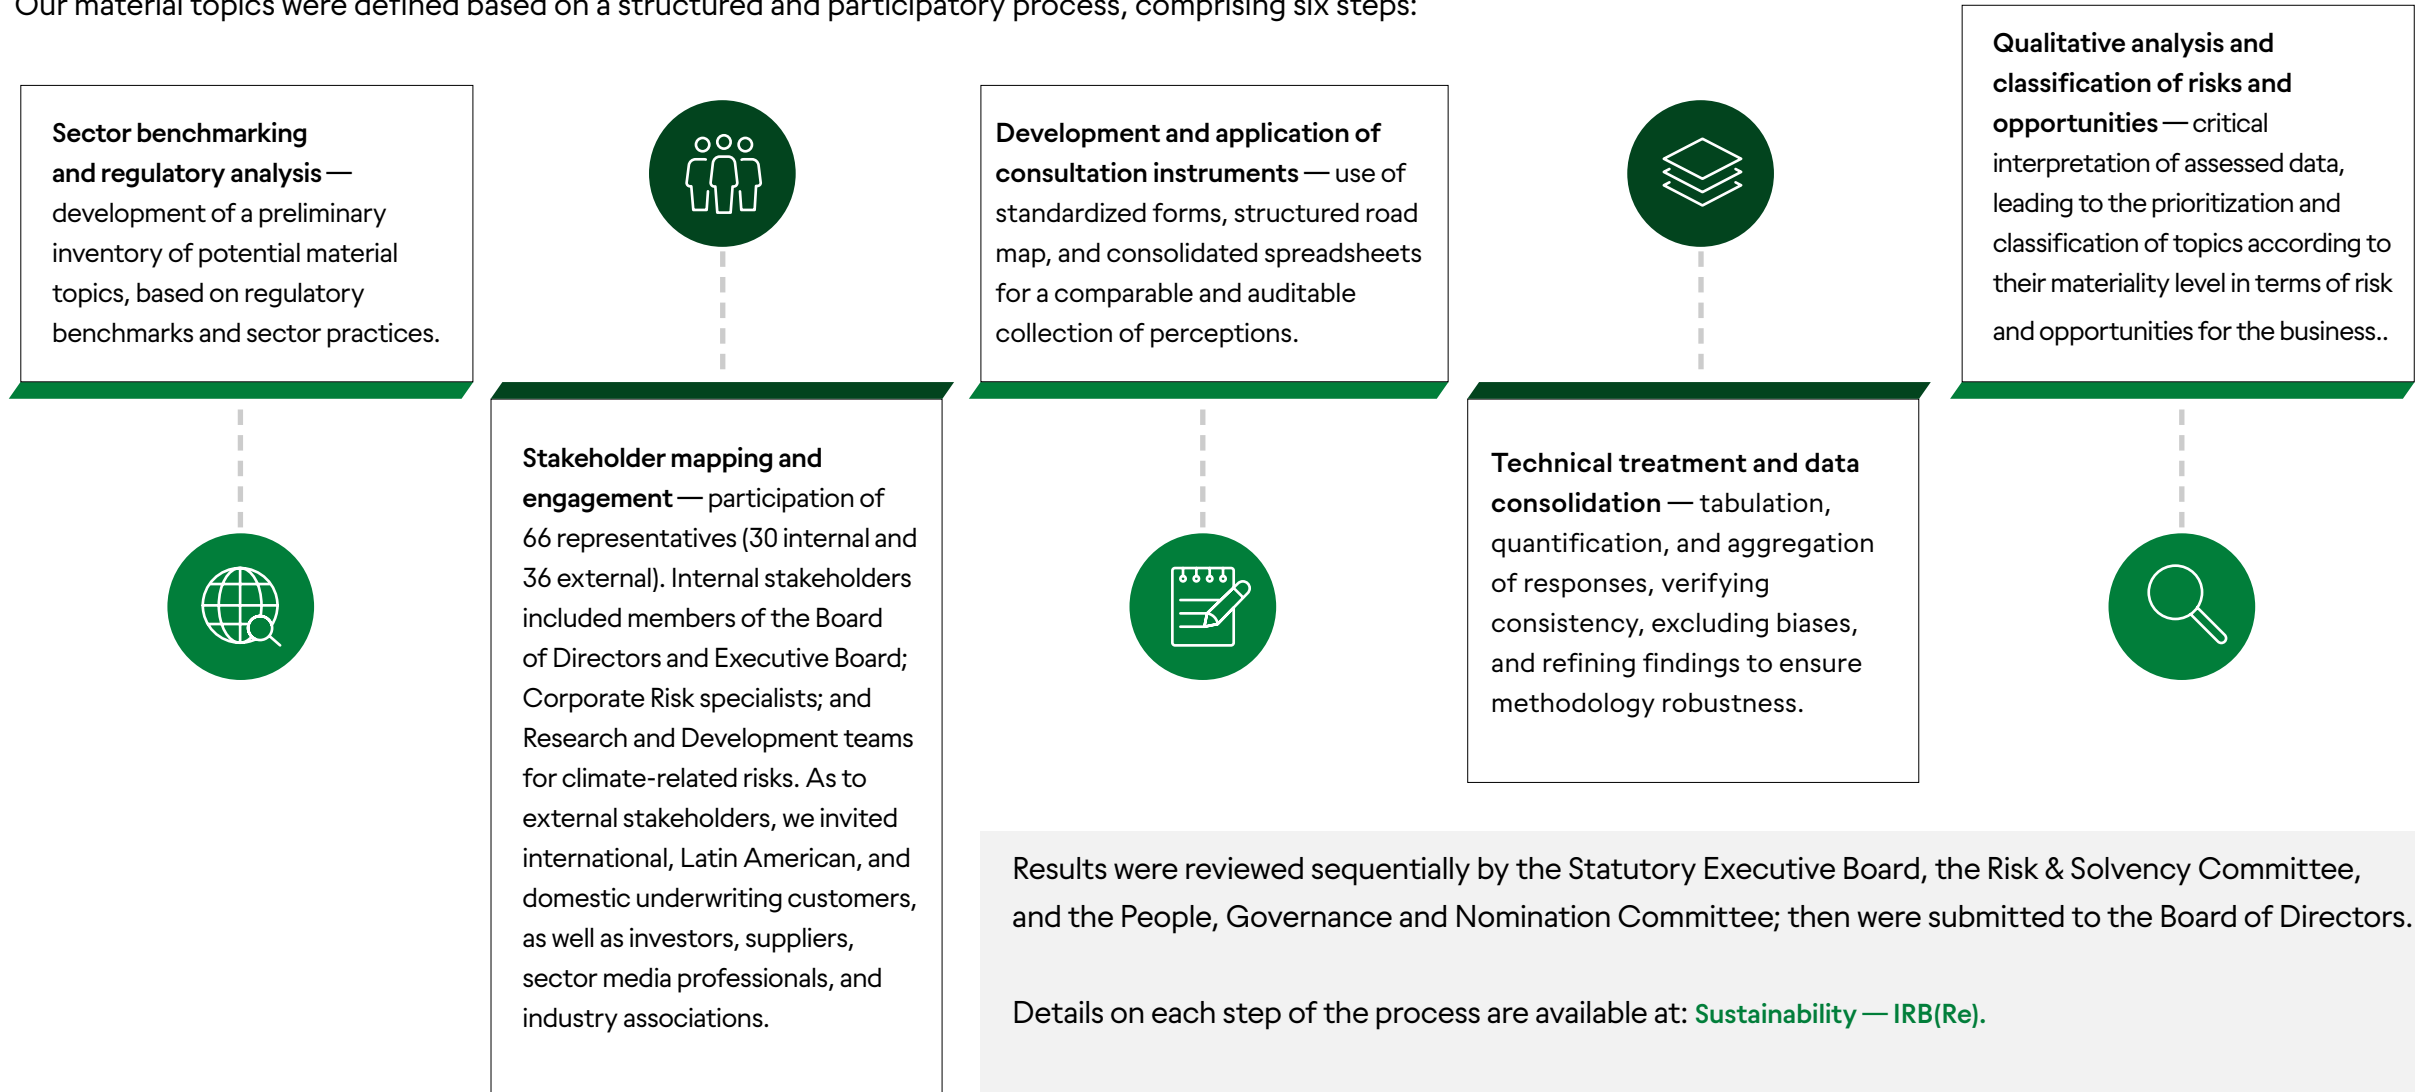 Our material topics were defined based on a structured and participatory process, comprising six steps:
Sector benchmarking
and regulatory analysis —
development of a preliminary
inventory of potential material
topics, based on regulatory
benchmarks and sector practices.
Stakeholder mapping and
engagement — participation of
66 representatives (30 internal and
36 external). Internal stakeholders
included members of the Board
of Directors and Executive Board;
Corporate Risk specialists; and
Research and Development teams
for climate-related risks. As to
external stakeholders, we invited
international, Latin American, and
domestic underwriting customers,
as well as investors, suppliers,
sector media professionals, and
industry associations.
Development and application of
consultation instruments — use of
standardized forms, structured road
map, and consolidated spreadsheets
for a comparable and auditable
collection of perceptions.
Technical treatment and data
consolidation — tabulation,
quantification, and aggregation
of responses, verifying
consistency, excluding biases,
and refining findings to ensure
methodology robustness.
Qualitative analysis and
classification of risks and
opportunities — critical
interpretation of assessed data,
leading to the prioritization and
classification of topics according to
their materiality level in terms of risk
and opportunities for the business..
Results were reviewed sequentially by the Statutory Executive Board, the Risk & Solvency Committee,
and the People, Governance and Nomination Committee; then were submitted to the Board of Directors.
Details on each step of the process are available at: Sustainability — IRB(Re).